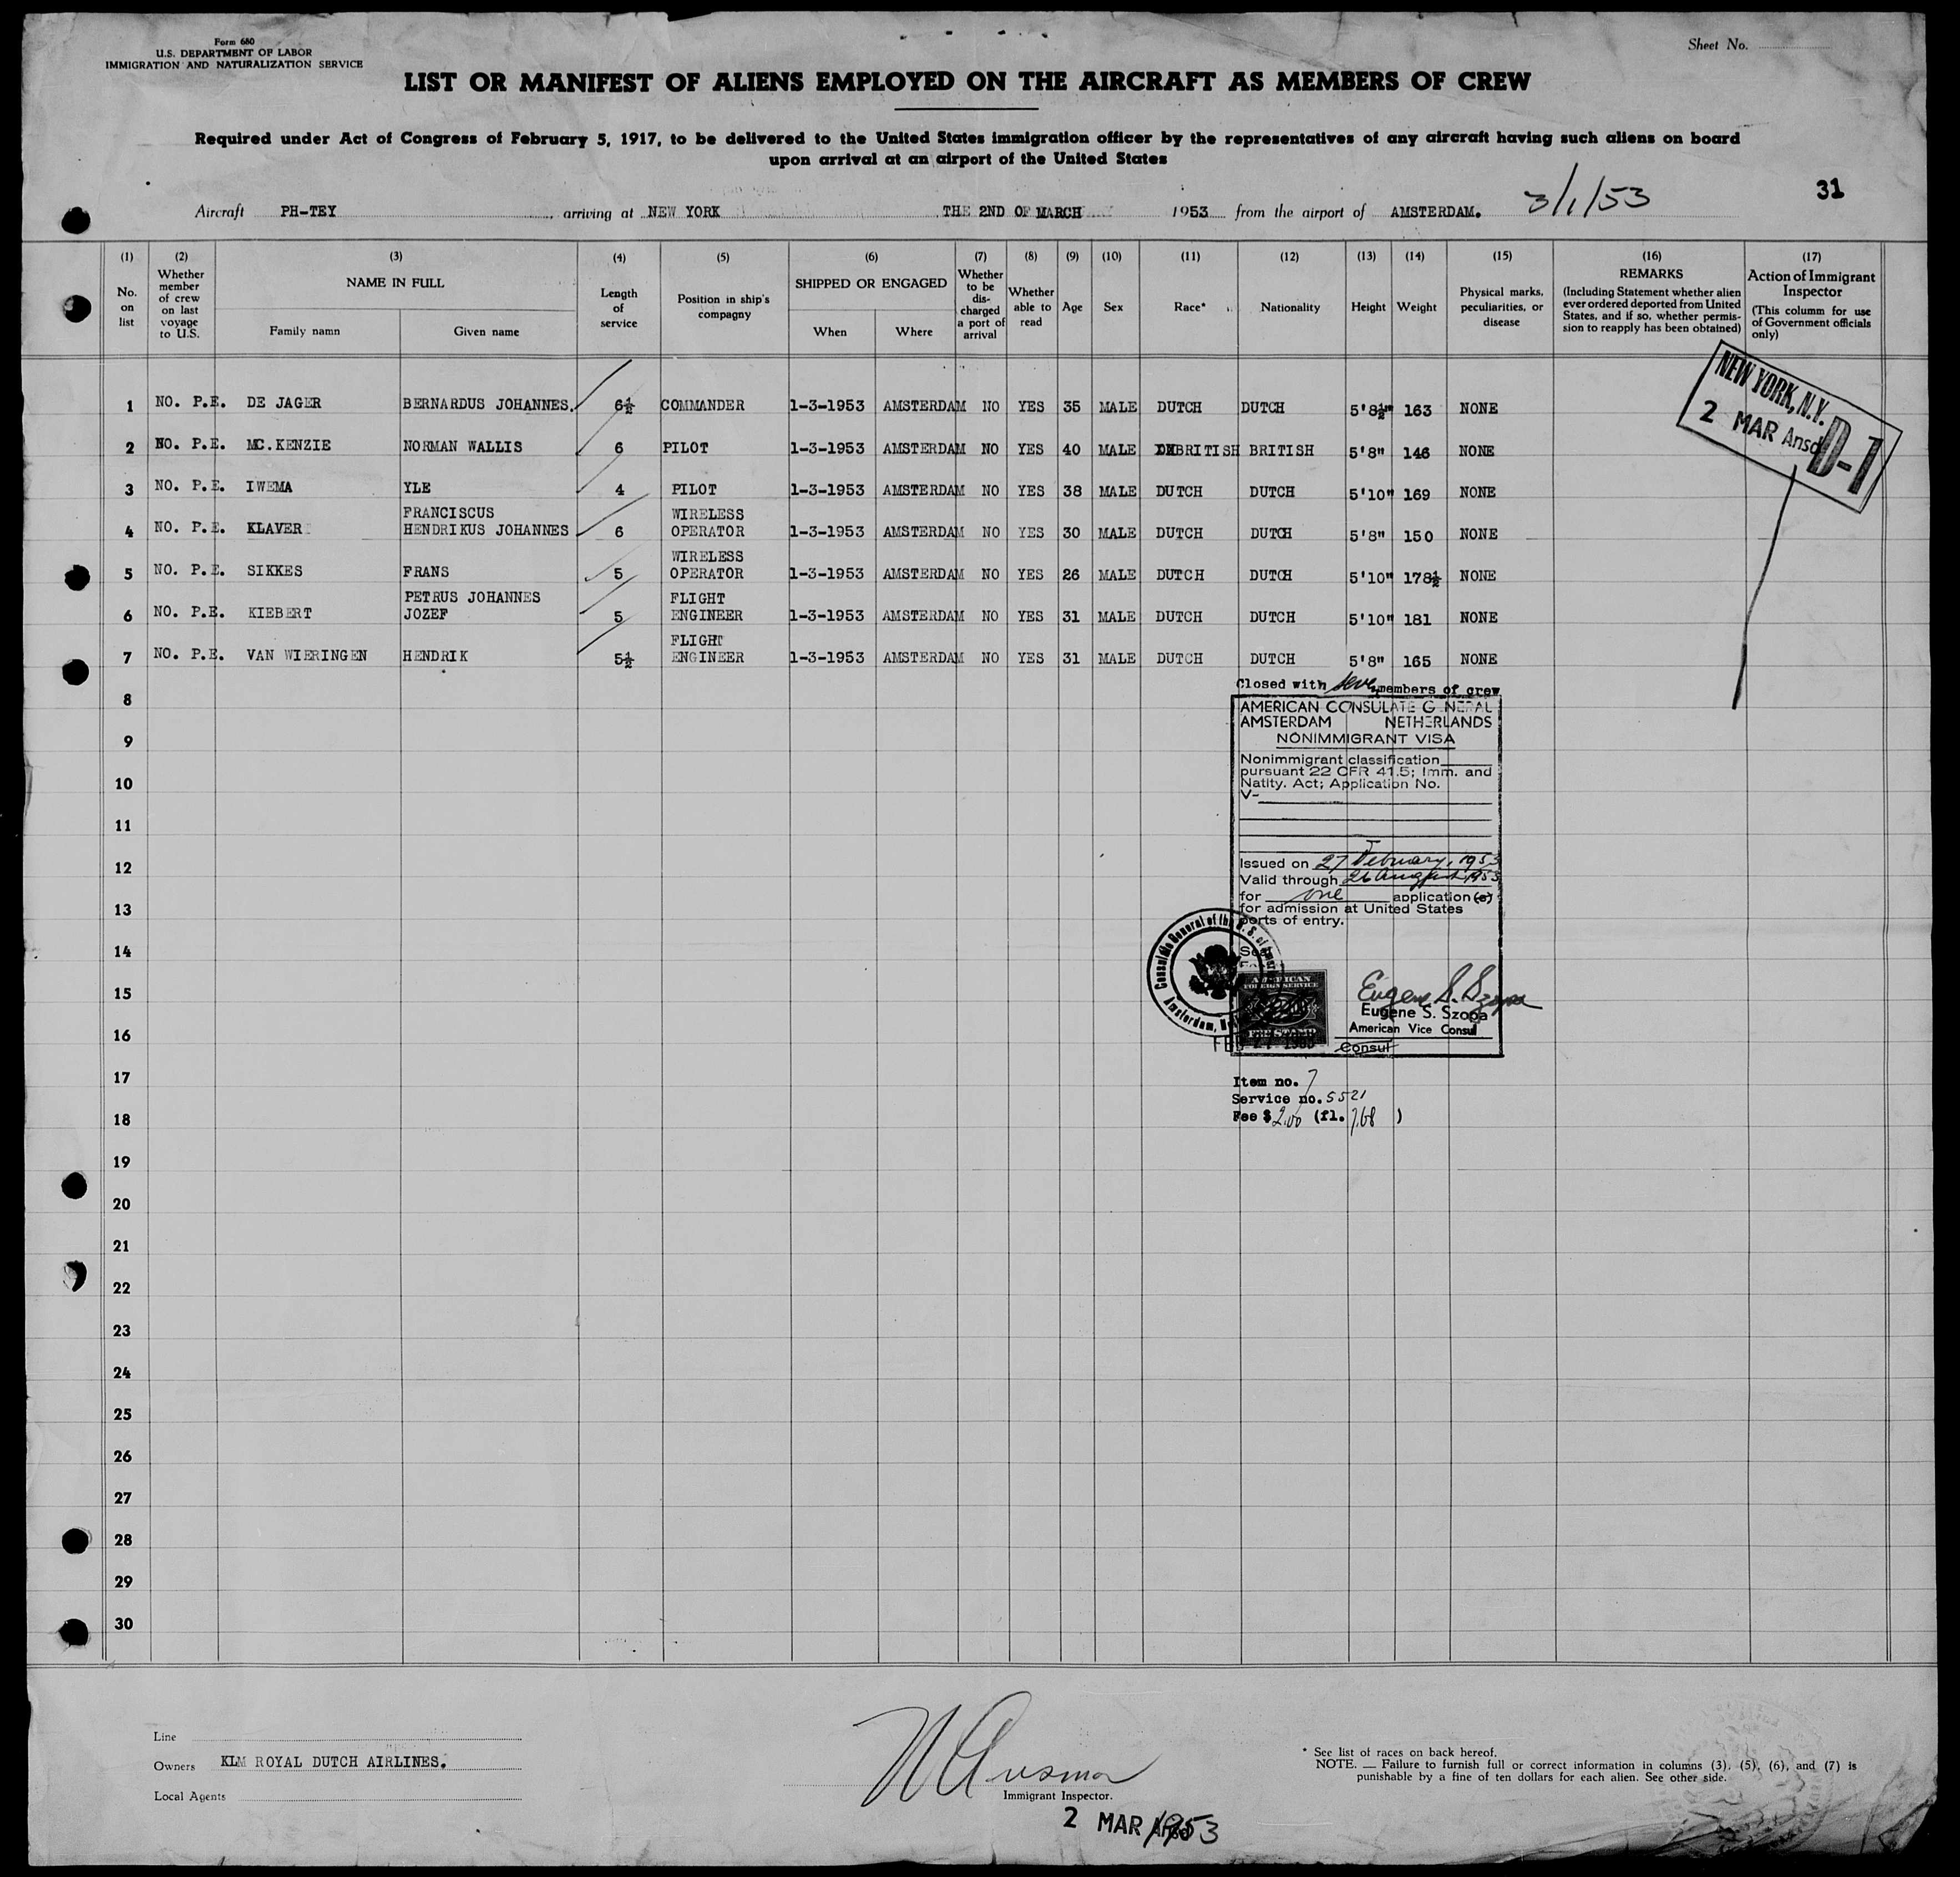 Form 680
U.S. DEPARTMENT OF LABOR
IMMIGRATION AND NATURALIZATION SERVICE
Sheet No.
LIST OR MANIFEST OF ALIENS EMPLOYED ON THE AIRCRAFT AS MEMBERS OF CREW
Required under Act of Congress of February 5, 1917, to be delivered to the United States immigration officer by the representatives of any aircraft having such aliens on board
upon arrival at an airport of the United States
3/1/53
31
Aircraft PH-TEY, arriving at NEW YORK THE 2ND OF MARCH 1953 from the airport of AMSTERDAM.
(1) No. on list
(2) Whether member of crew on last voyage to U.S.
(3) NAME IN FULL
Family namn
Given name
(4) Length of service
(5) Position in ship's compagny
(6) SHIPPED OR ENGAGED
When
Where
(7) Whether to be dis- charged a port of arrival
(8) Whether able to read
(9) Age
(10) Sex
(11) Race*
(12) Nationality
(13) Height
(14) Weight
(15) Physical marks, peculiarities, or disease
(16) REMARKS
(Including Statement whether alien ever ordered deported from United States, and if so, whether permis- sion to reapply has been obtained)
(17) Action of Immigrant Inspector
(This column for use of Government officials only)
1 NO. P.E. DE JAGER BERNARDUS JOHANNES. 6½ COMMANDER 1-3-1953 AMSTERDAM NO YES 35 MALE DUTCH DUTCH 5'8½" 163 NONE
2 NO. P.E. MC.KENZIE NORMAN WALLIS 6 PILOT 1-3-1953 AMSTERDAM NO YES 40 MALE BRITISH BRITISH 5'8" 146 NONE
3 NO. P.E. IWEMA YLE 4 PILOT 1-3-1953 AMSTERDAM NO YES 38 MALE DUTCH DUTCH 5'10" 169 NONE
4 NO. P.E. KLAVER FRANCISCUS HENDRIKUS JOHANNES 6 WIRELESS OPERATOR 1-3-1953 AMSTERDAM NO YES 30 MALE DUTCH DUTCH 5'8" 150 NONE
5 NO. P.E. SIKKES FRANS 5 WIRELESS OPERATOR 1-3-1953 AMSTERDAM NO YES 26 MALE DUTCH DUTCH 5'10" 178½ NONE
6 NO. P.E. KIEBERT PETRUS JOHANNES JOZEF 5 FLIGHT ENGINEER 1-3-1953 AMSTERDAM NO YES 31 MALE DUTCH DUTCH 5'10" 181 NONE
7 NO. P.E. VAN WIERINGEN HENDRIK 5½ FLIGHT ENGINEER 1-3-1953 AMSTERDAM NO YES 31 MALE DUTCH DUTCH 5'8" 165 NONE
NEW YORK, N.Y.
2 MAR Ansd
D-1
Closed with seven members of crew
8
AMERICAN CONSULATE GENERAL
AMSTERDAM NETHERLANDS
NONIMMIGRANT VISA
9
Nonimmigrant classification
pursuant 22 CFR 41.5; Imm. and
Natity. Act; Application No.
V-
10
11
12
Issued on 27 February, 1953
Valid through 26 August 1953
for one application(s)
for admission at United States
ports of entry.
13
14
Consulate General of the U. S. of America
Amsterdam,
Seal
AMERICAN
FOREIGN SERVICE
FEE STAMP
15
Eugene S. Szopa
Eugene S. Szopa
American Vice Consul
Consul
16
FEB 27 1953
17
Item no. 7
Service no. 5521
Fee $2.00 (fl. 7.68 )
18
19
20
21
22
23
24
25
26
27
28
29
30
Line
Owners KLM ROYAL DUTCH AIRLINES.
Local Agents
Immigrant Inspector.
2 MAR 1953
* See list of races on back hereof.
NOTE. — Failure to furnish full or correct information in columns (3), (5), (6), and (7) is
punishable by a fine of ten dollars for each alien. See other side.